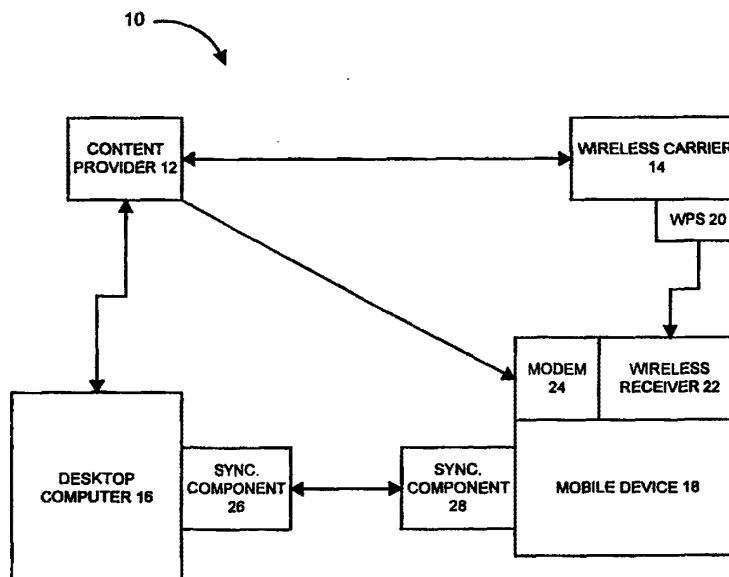 10
CONTENT
PROVIDER 12
WIRELESS CARRIER
14
WPS 20
MODEM
24
WIRELESS
RECEIVER 22
DESKTOP
COMPUTER 16
SYNC.
COMPONENT
26
SYNC.
COMPONENT
28
MOBILE DEVICE 18